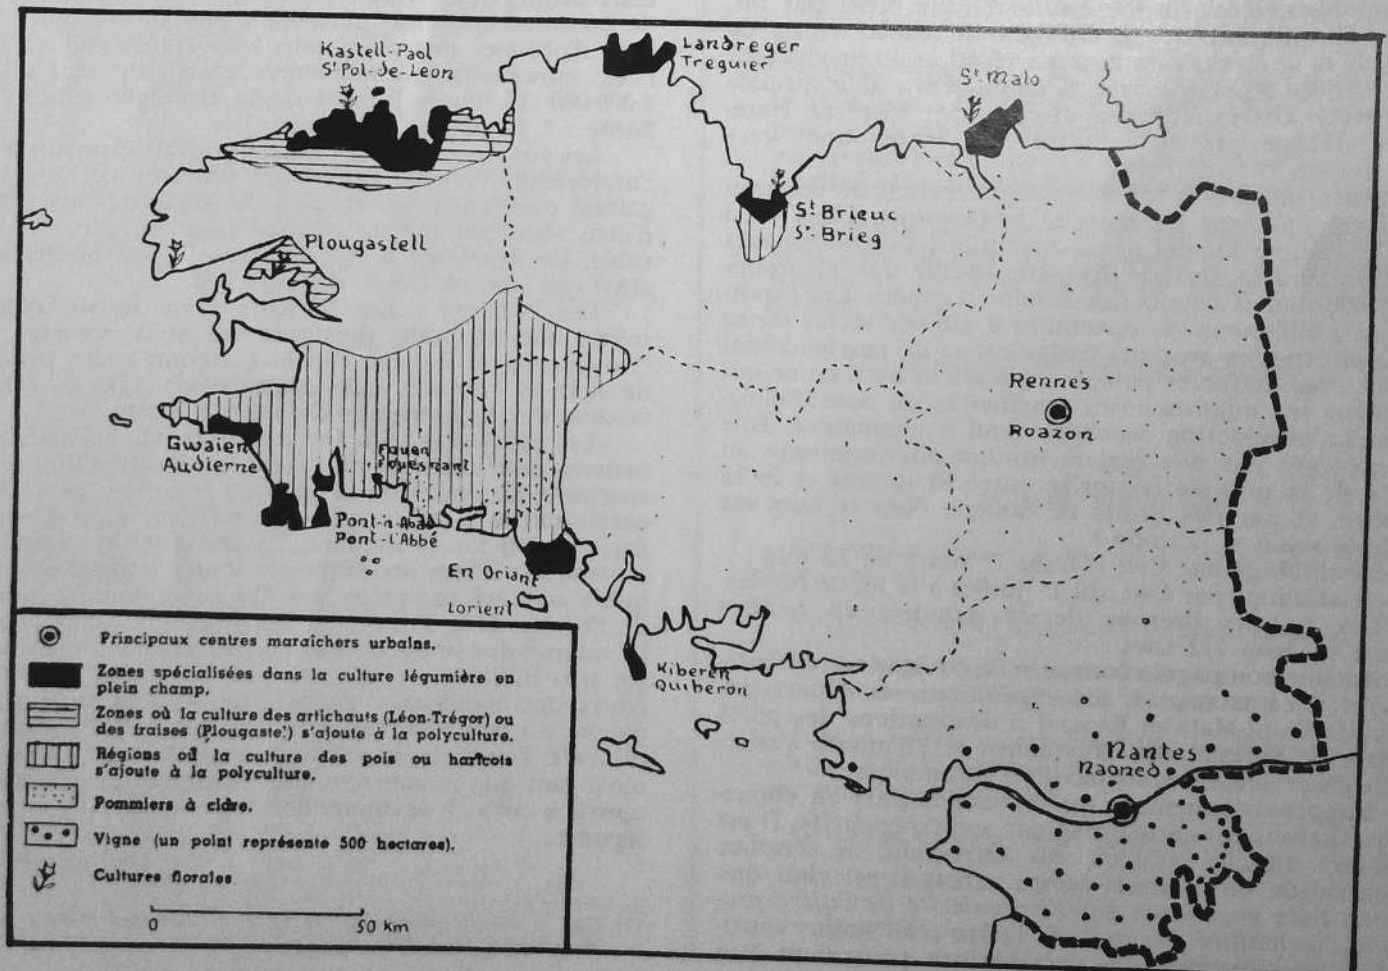 Kastell-Paol
St Pol-de-Leon
Landreger
Treguier
St Malo
St Brieuc
St-Brieg
Plougastell
Rennes
Roazon
Gwaien
Audierne
Fouen
Fouesnant
Pont-'n-Abad
Pont-l'Abbé
En Oriant
Lorient
Kiberen
Quiberon
Nantes
Naoned
Principaux centres maraîchers urbains.
Zones spécialisées dans la culture légumière en
plein champ.
Zones où la culture des artichauts (Léon-Trégor) ou
des fraises (Plougastel) s'ajoute à la polyculture.
Régions où la culture des pois ou haricots
s'ajoute à la polyculture.
Pommiers à cidre.
Vigne (un point représente 500 hectares).
Cultures florales
0 50 km